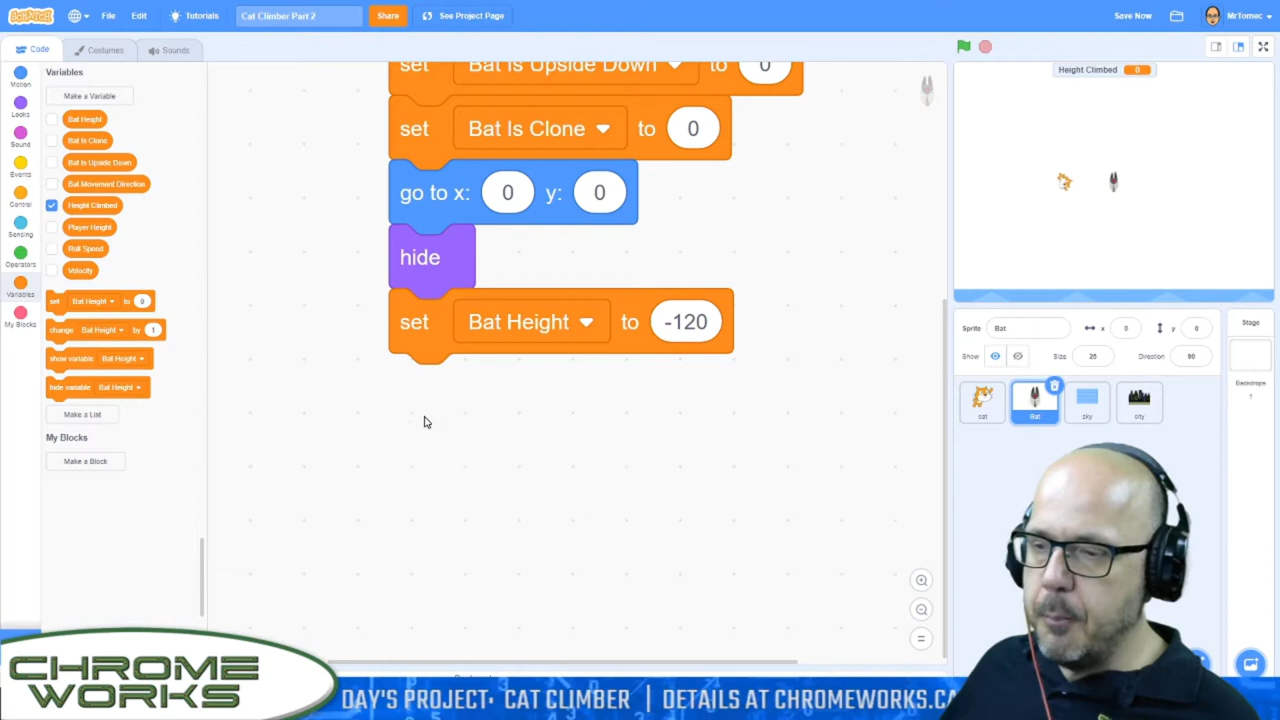 SCRATCH
File
Edit
Tutorials
Cat Climber Part 2
Share
See Project Page
Save Now
MrTomec
Code
Costumes
Sounds
Motion
Looks
Sound
Events
Control
Sensing
Operators
Variables
My Blocks
Variables
Make a Variable
Bat Height
Bat Is Clone
Bat Is Upside Down
Bat Movement Direction
Height Climbed
Player Height
Roll Speed
Velocity
set Bat Height to 0
change Bat Height by 1
show variable Bat Height
hide variable Bat Height
Make a List
My Blocks
Make a Block
set Bat Is Upside Down to 0
set Bat Is Clone to 0
go to x: 0 y: 0
hide
set Bat Height to -120
Height Climbed 0
Sprite Bat x 0 y 0
Show Size 25 Direction 90
cat
Bat
sky
city
Stage
Backdrops
1
CHROME
WORKS
DAY'S PROJECT: CAT CLIMBER | DETAILS AT CHROMEWORKS.CA